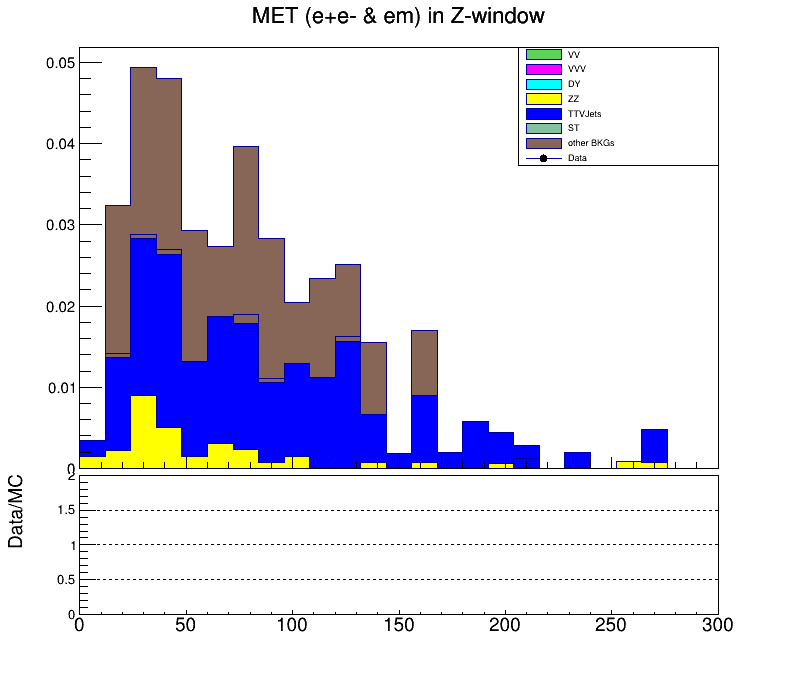 MET (e+e- & em) in Z-window
VV
VVV
DY
ZZ
TTVJets
ST
other BKGs
Data
0.05
0.04
0.03
0.02
0.01
0
Data/MC
2
1.5
1
0.5
0
0 50 100 150 200 250 300